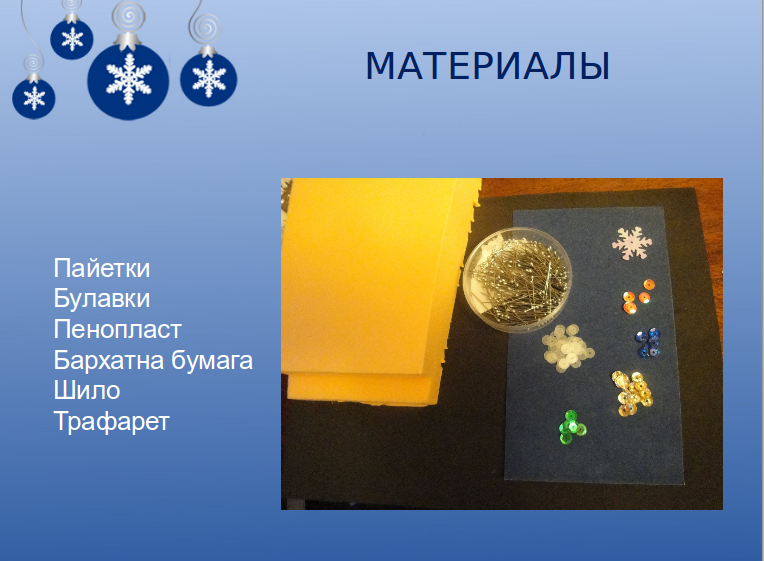 МАТЕРИАЛЫ
Пайетки
Булавки
Пенопласт
Бархатна бумага
Шило
Трафарет